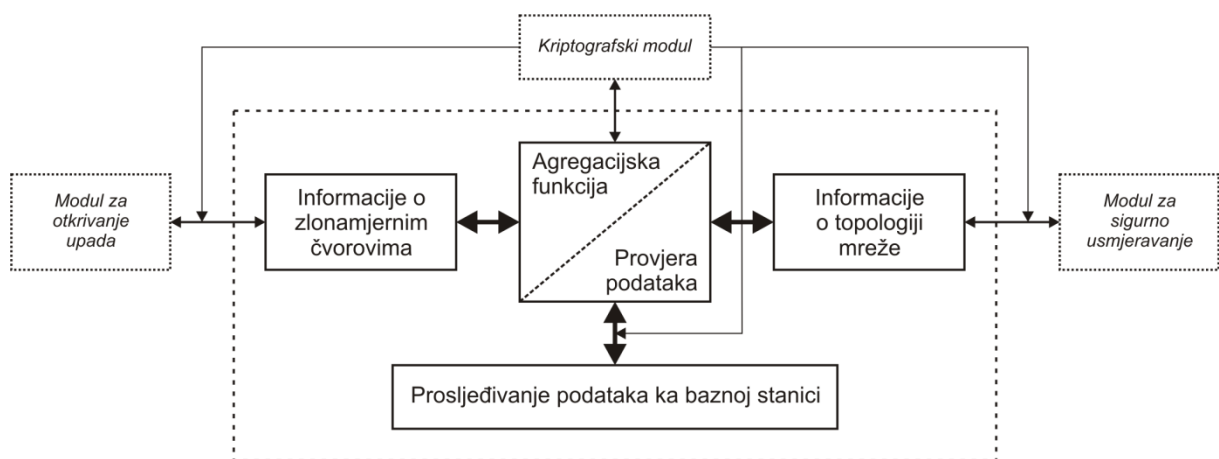 Kriptografski modul
Modul za
otkrivanje
upada
Informacije o
zlonamjernim
čvorovima
Agregacijska
funkcija
Provjera
podataka
Informacije
o topologiji
mreže
Modul za
sigurno
usmjeravanje
Prosljeđivanje podataka ka baznoj stanici